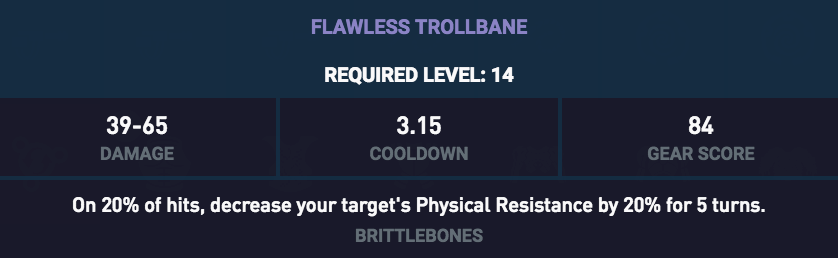 FLAWLESS TROLLBANE
REQUIRED LEVEL: 14
39-65
DAMAGE
3.15
COOLDOWN
84
GEAR SCORE
On 20% of hits, decrease your target's Physical Resistance by 20% for 5 turns.
BRITTLEBONES